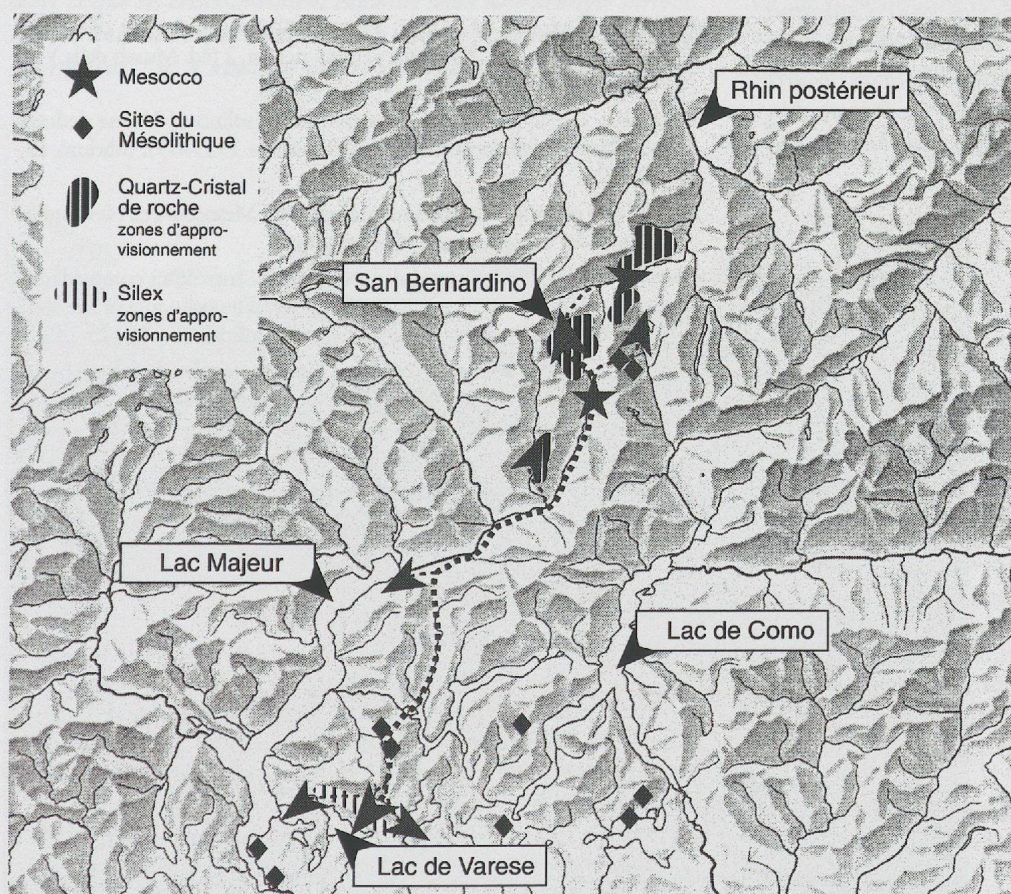 Mesocco
Sites du
Mésolithique
Quartz-Cristal
de roche
zones d'appro-
visionnement
Silex
zones d'appro-
visionnement
Rhin postérieur
San Bernardino
Lac Majeur
Lac de Como
Lac de Varese